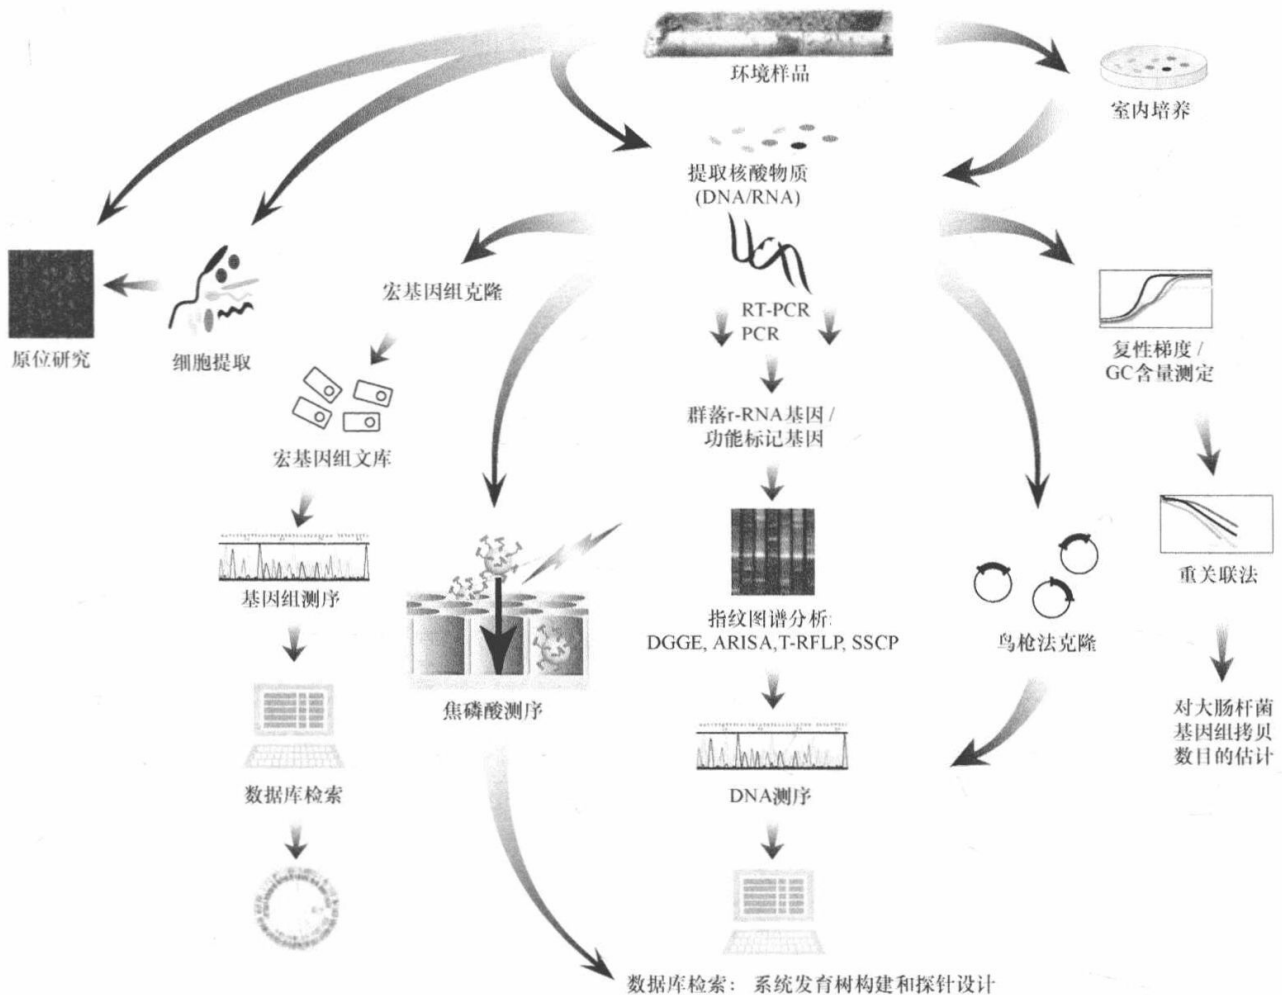 环境样品
室内培养
提取核酸物质
(DNA/RNA)
宏基因组克隆
RT-PCR
PCR
原位研究
细胞提取
复性梯度 /
GC含量测定
群落r-RNA基因 /
功能标记基因
宏基因组文库
基因组测序
重关联法
指纹图谱分析:
DGGE, ARISA,T-RFLP, SSCP
鸟枪法克隆
焦磷酸测序
对大肠杆菌
基因组拷贝
数目的估计
数据库检索
DNA测序
数据库检索: 系统发育树构建和探针设计